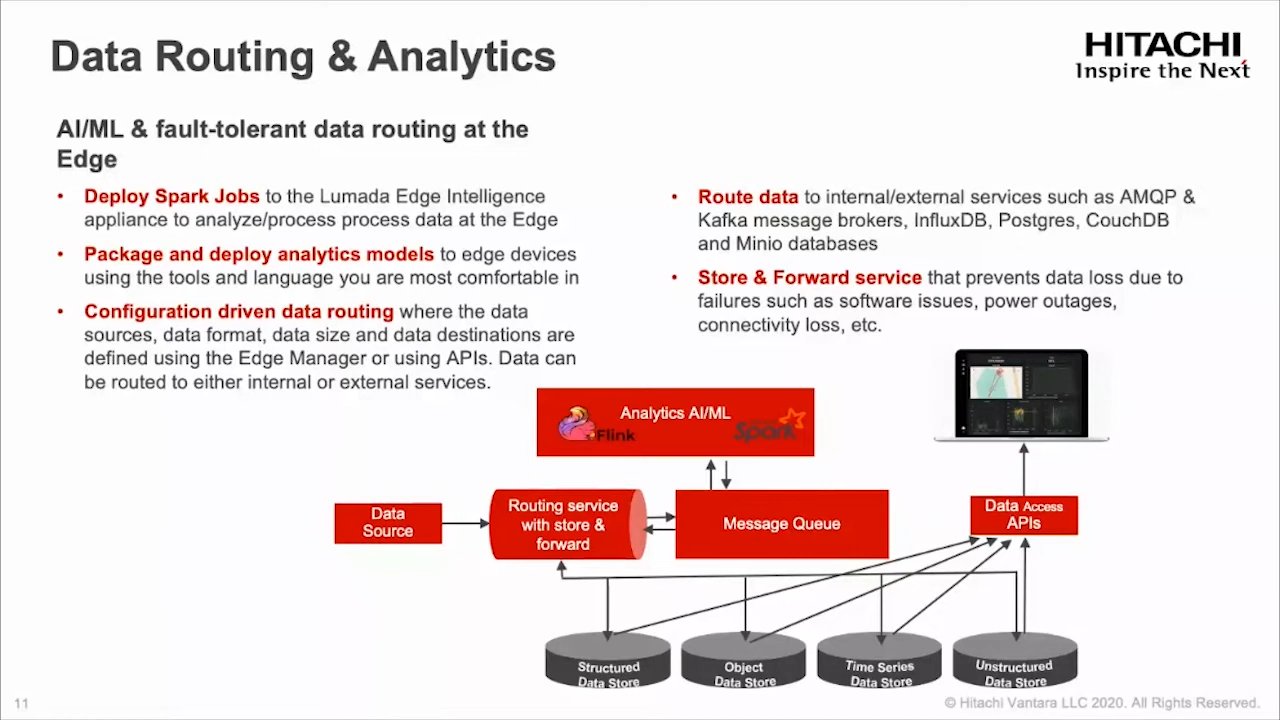 Data Routing & Analytics
HITACHI
Inspire the Next
AI/ML & fault-tolerant data routing at the
Edge
• Deploy Spark Jobs to the Lumada Edge Intelligence
appliance to analyze/process process data at the Edge
• Package and deploy analytics models to edge devices
using the tools and language you are most comfortable in
• Configuration driven data routing where the data
sources, data format, data size and data destinations are
defined using the Edge Manager or using APIs. Data can
be routed to either internal or external services.
• Route data to internal/external services such as AMQP &
Kafka message brokers, InfluxDB, Postgres, CouchDB
and Minio databases
• Store & Forward service that prevents data loss due to
failures such as software issues, power outages,
connectivity loss, etc.
Analytics AI/ML
Flink
Spark
Data
Source
Routing service
with store &
forward
Message Queue
Data Access
APIs
Structured
Data Store
Object
Data Store
Time Series
Data Store
Unstructured
Data Store
11
© Hitachi Vantara LLC 2020. All Rights Reserved.